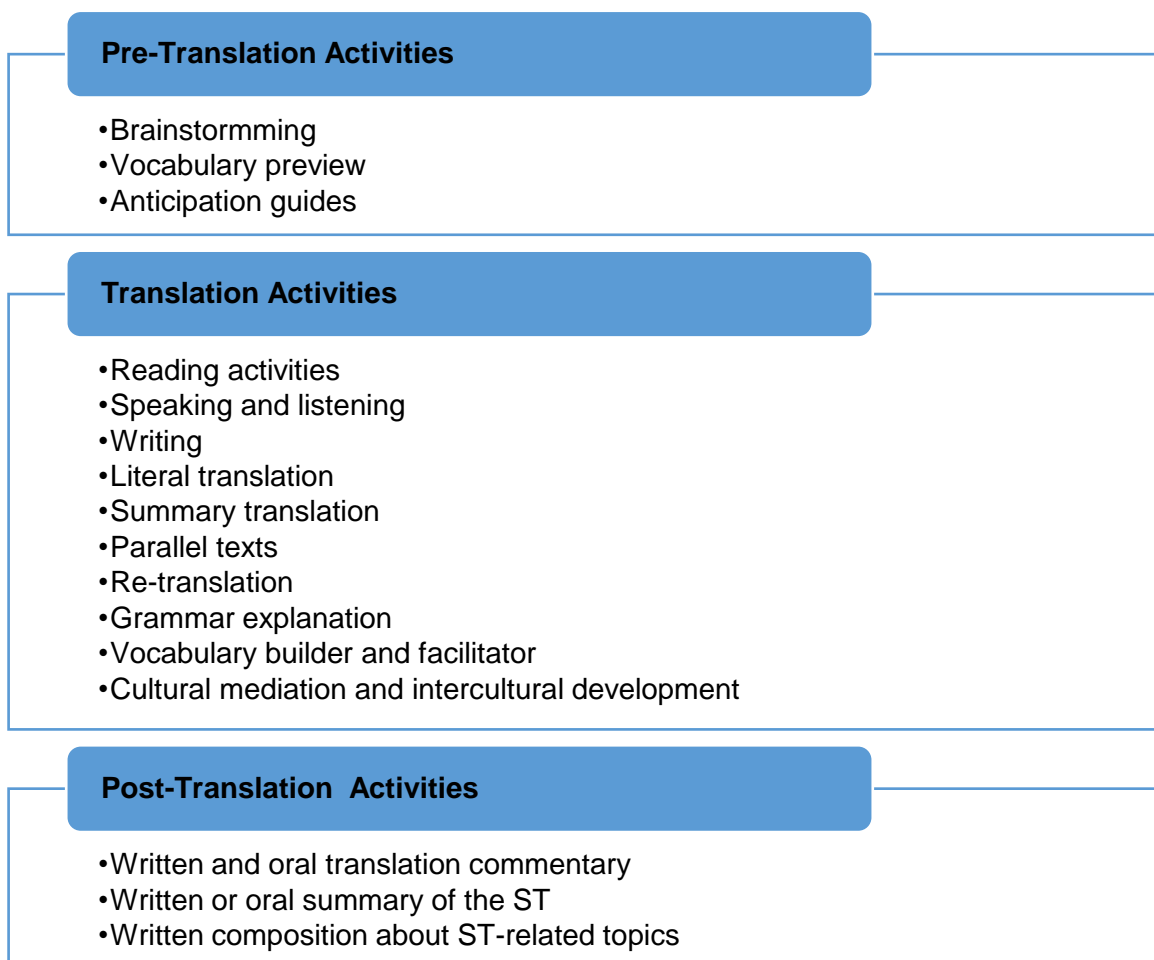 Pre-Translation Activities
•Brainstormming
•Vocabulary preview
•Anticipation guides
Translation Activities
•Reading activities
•Speaking and listening
•Writing
•Literal translation
•Summary translation
•Parallel texts
•Re-translation
•Grammar explanation
•Vocabulary builder and facilitator
•Cultural mediation and intercultural development
Post-Translation  Activities
•Written and oral translation commentary
•Written or oral summary of the ST
•Written composition about ST-related topics